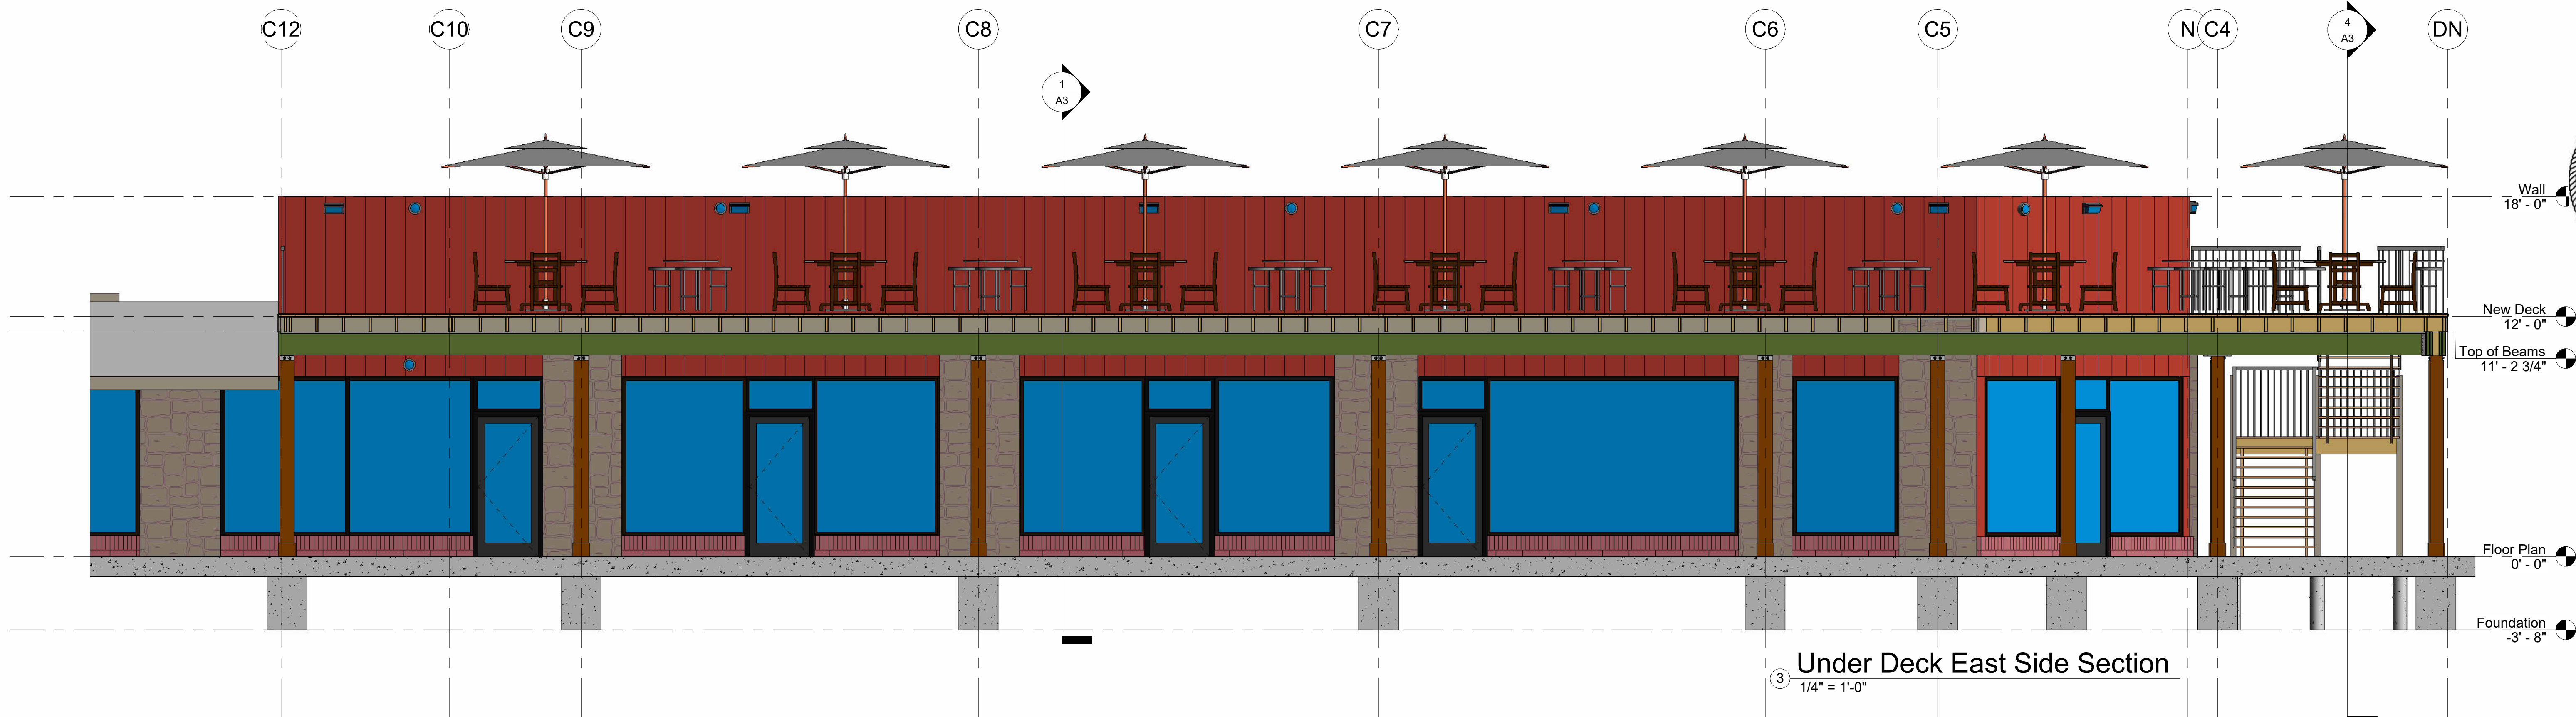 C12
C10
C9
C8
C7
C6
C5
N
C4
4
A3
DN
1
A3
Wall
18' - 0"
New Deck
12' - 0"
Top of Beams
11' - 2 3/4"
Floor Plan
0' - 0"
Foundation
-3' - 8"
3
Under Deck East Side Section
1/4" = 1'-0"